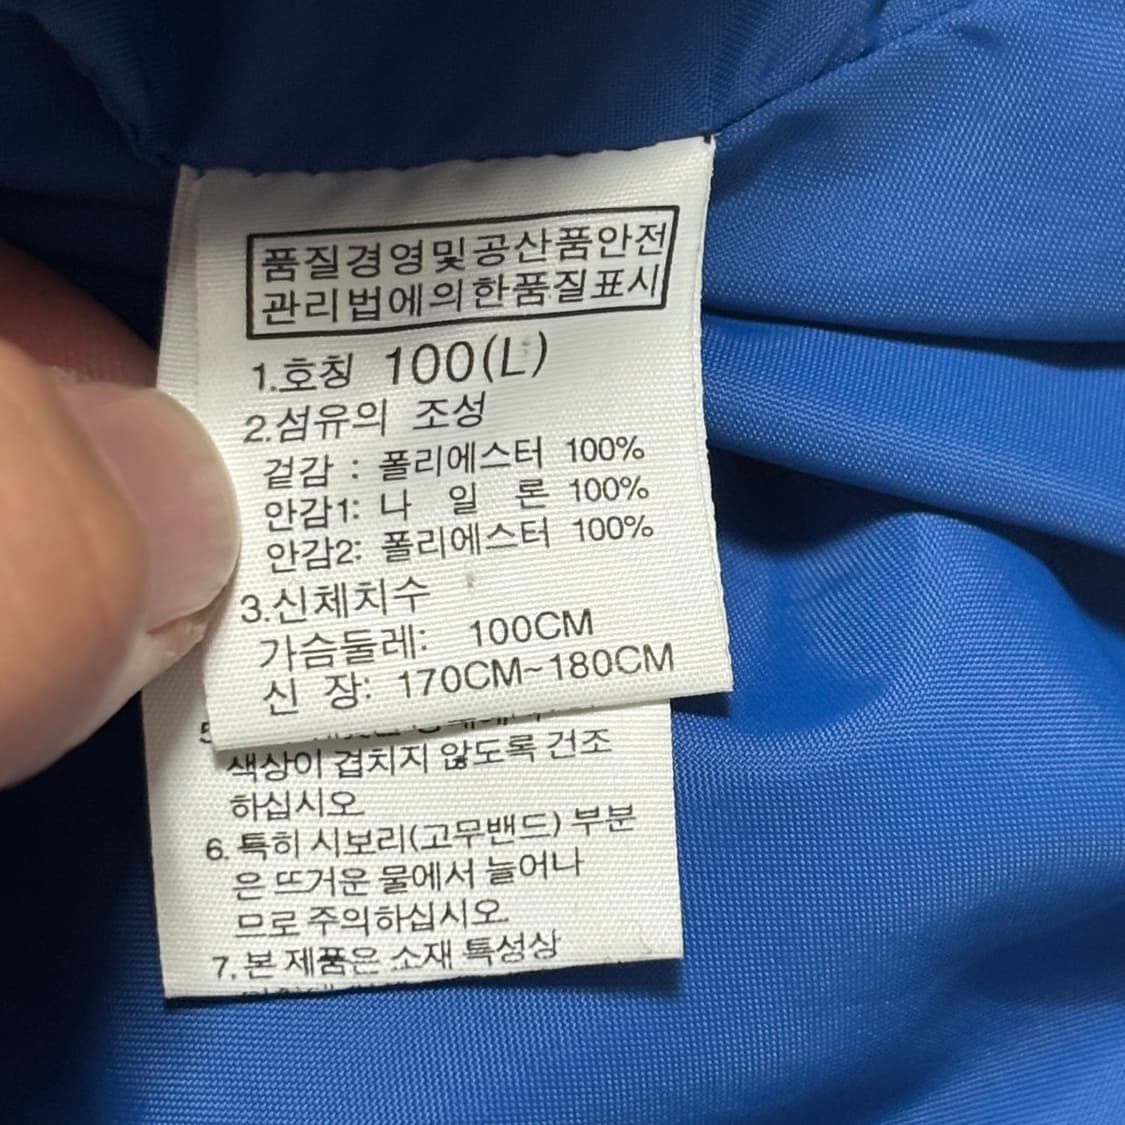 품질경영및공산품안전
관리법에의한품질표시
1.호칭 100(L)
2.섬유의 조성
겉감 : 폴리에스터 100%
안감1: 나 일 론 100%
안감2: 폴리에스터 100%
3.신체치수
가슴둘레: 100CM
신 장: 170CM~180CM
색상이 겹치지 않도록 건조
하십시오.
6. 특히 시보리(고무밴드) 부분
은 뜨거운 물에서 늘어나
므로 주의하십시오.
7. 본 제품은 소재 특성상